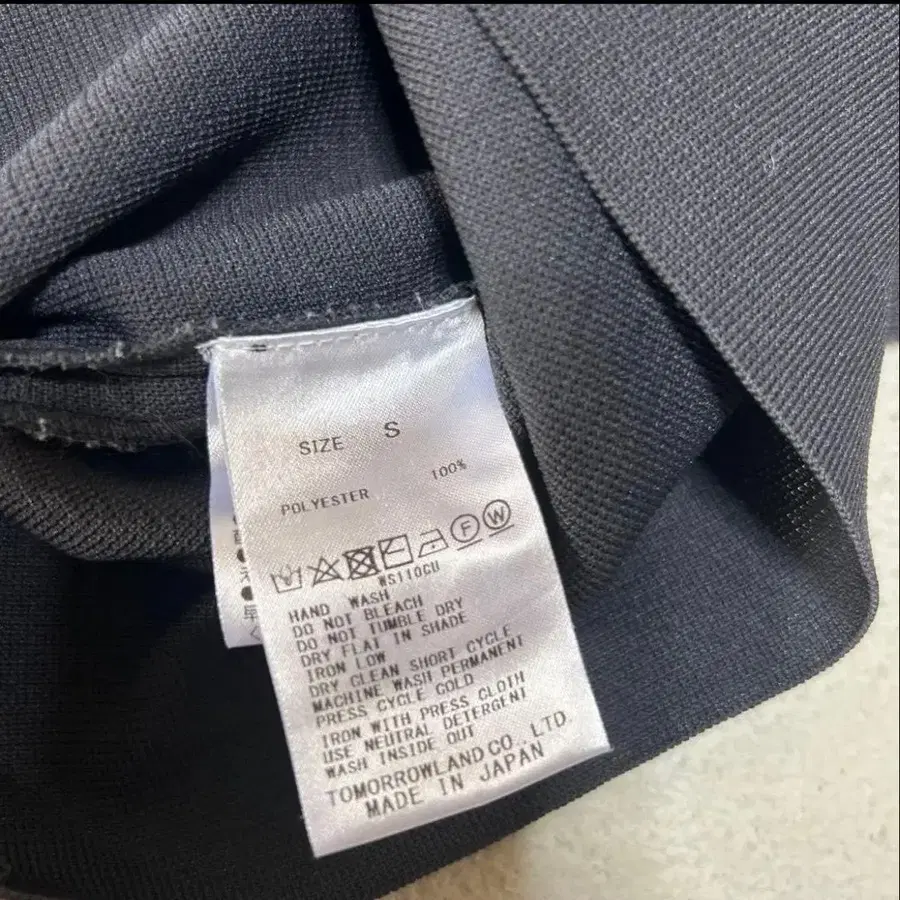 SIZE S
POLYESTER 100%
F W
WS110CU
HAND WASH
DO NOT BLEACH
DO NOT TUMBLE DRY
DRY FLAT IN SHADE
IRON LOW
DRY CLEAN SHORT CYCLE
MACHINE WASH PERMANENT
PRESS CYCLE COLD
IRON WITH PRESS CLOTH
USE NEUTRAL DETERGENT
WASH INSIDE OUT
TOMORROWLAND CO., LTD.
MADE IN JAPAN